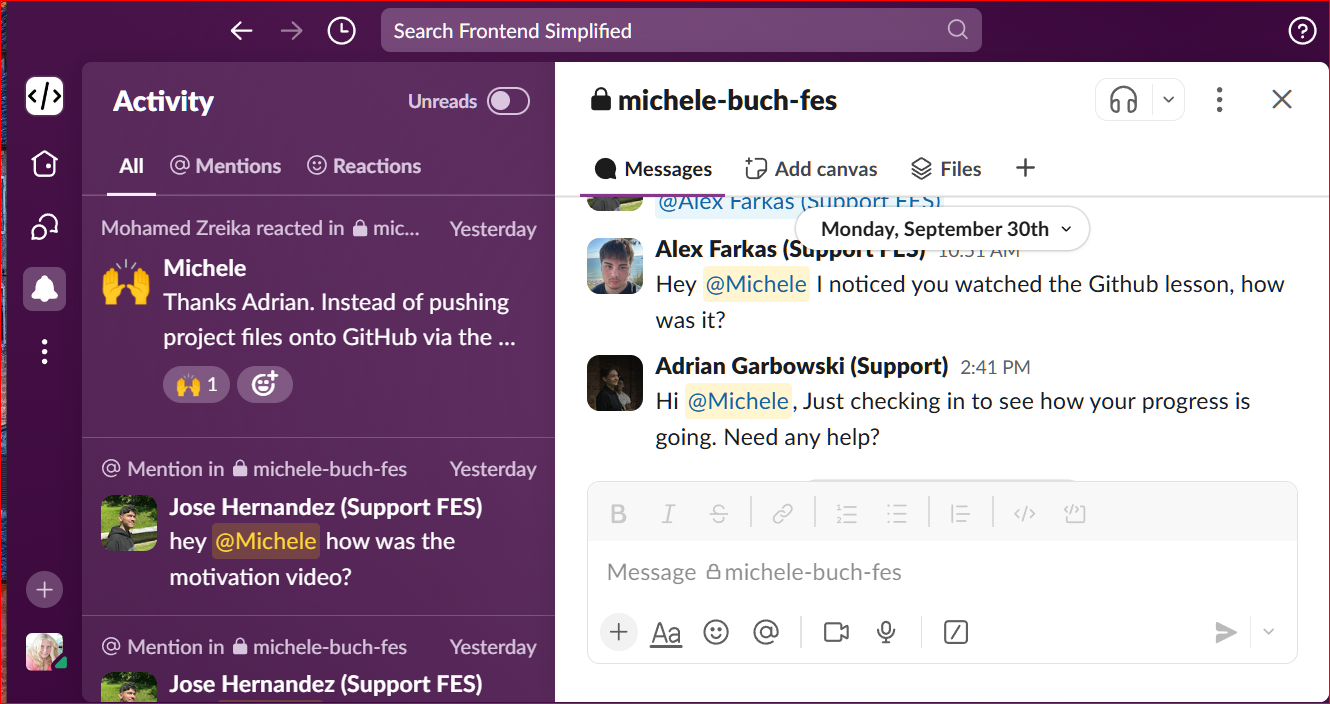 Search Frontend Simplified
</>
Activity
Unreads
All
@ Mentions
Reactions
Mohamed Zreika reacted in mic...
Yesterday
Michele
Thanks Adrian. Instead of pushing
project files onto GitHub via the ...
1
@ Mention in michele-buch-fes
Yesterday
Jose Hernandez (Support FES)
hey @Michele how was the
motivation video?
@ Mention in michele-buch-fes
Yesterday
Jose Hernandez (Support FES)
michele-buch-fes
Messages
Add canvas
Files
@Alex Farkas (Support FES)
Monday, September 30th
Alex Farkas (Support FES) 10:51 AM
Hey @Michele I noticed you watched the Github lesson, how
was it?
Adrian Garbowski (Support) 2:41 PM
Hi @Michele, Just checking in to see how your progress is
going. Need any help?
B I S
Message michele-buch-fes
Aa